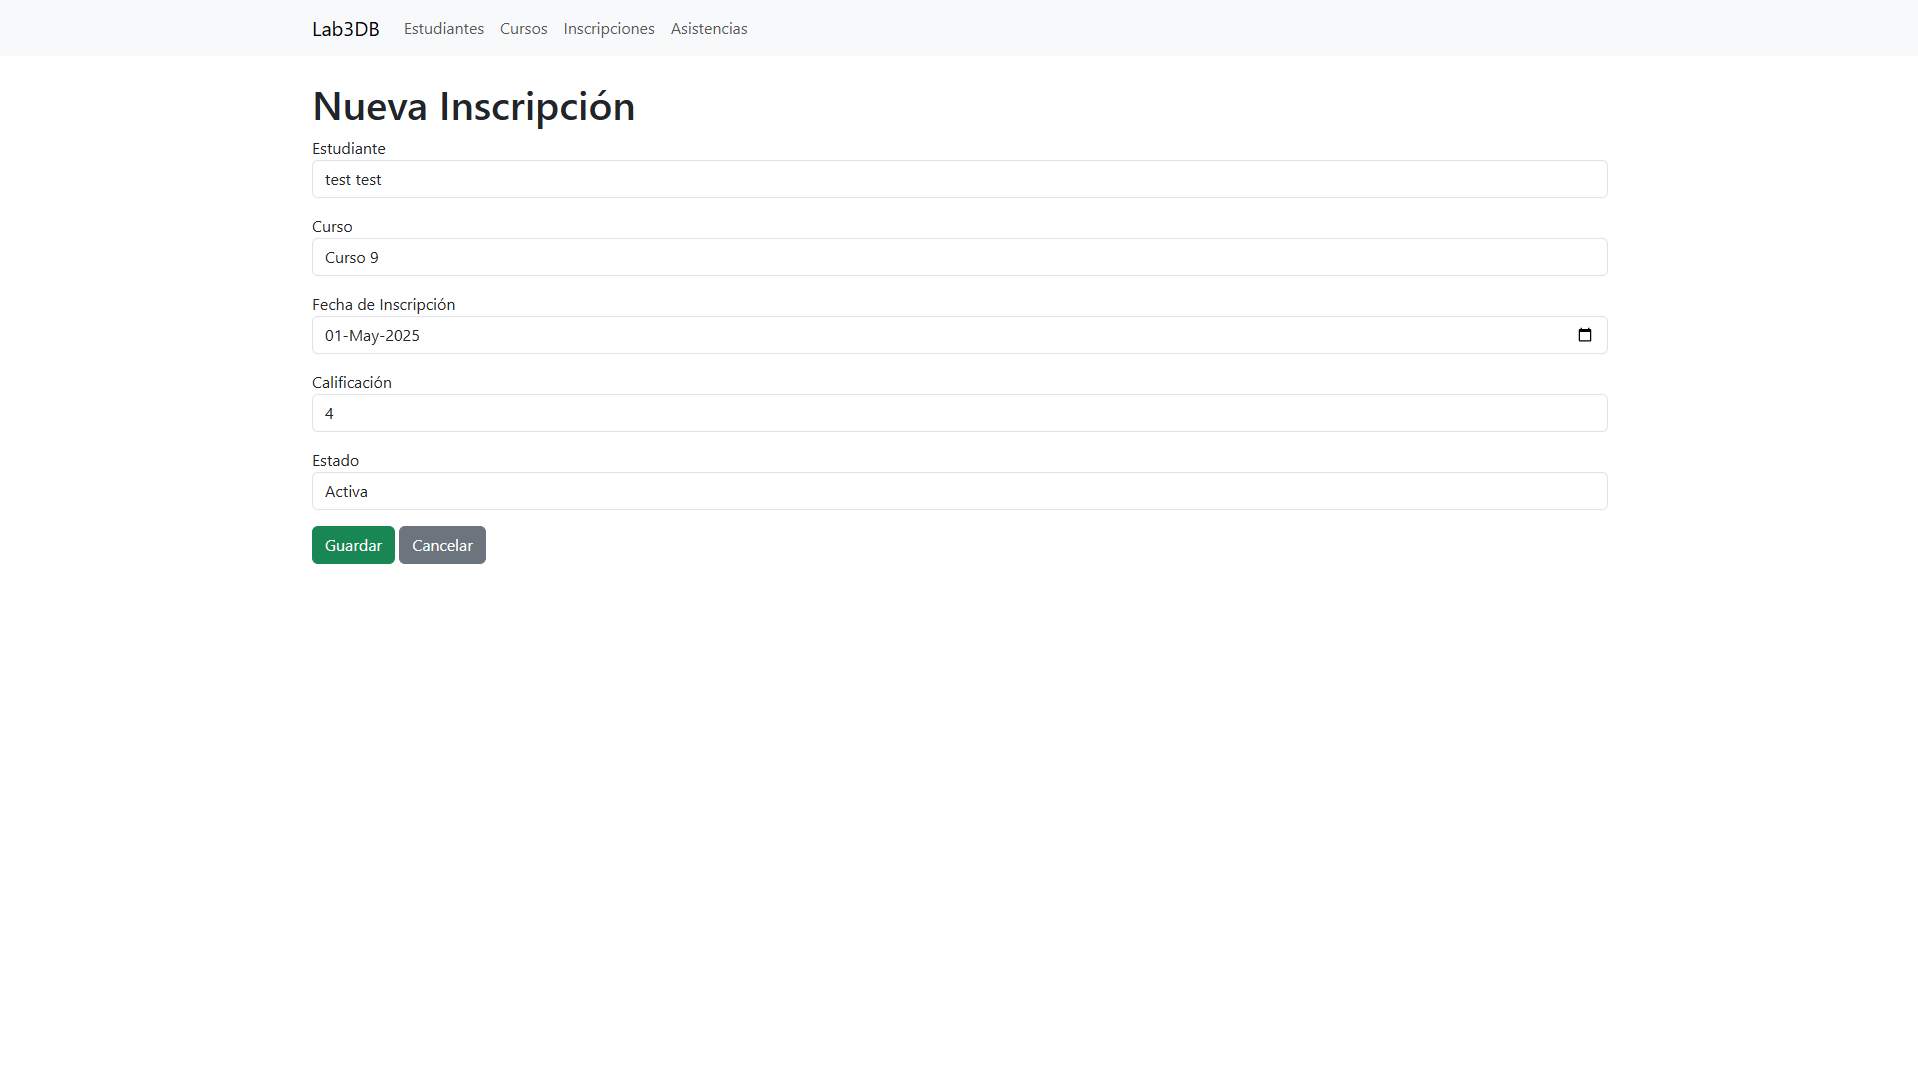 Lab3DB Estudiantes Cursos Inscripciones Asistencias
Nueva Inscripción
Estudiante
test test
Curso
Curso 9
Fecha de Inscripción
01-May-2025
Calificación
4
Estado
Activa
Guardar Cancelar